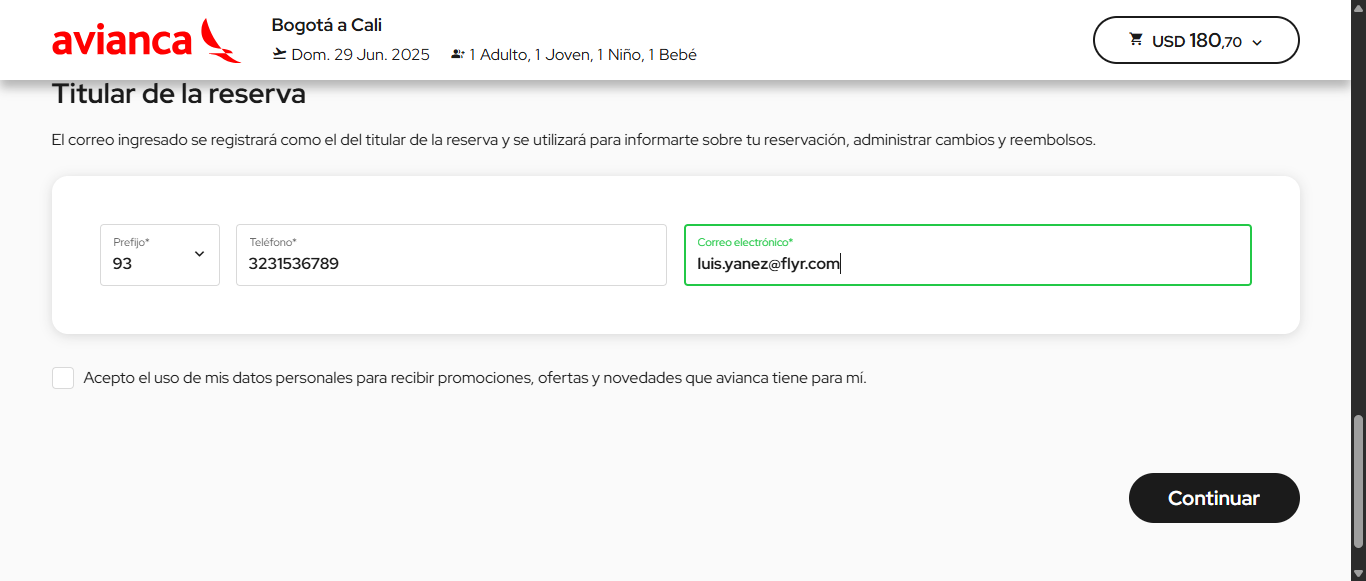 avianca
Bogotá a Cali
Dom. 29 Jun. 2025 1 Adulto, 1 Joven, 1 Niño, 1 Bebé
USD 180,70
Titular de la reserva
El correo ingresado se registrará como el del titular de la reserva y se utilizará para informarte sobre tu reservación, administrar cambios y reembolsos.
Prefijo*
93
Teléfono*
3231536789
Correo electrónico*
luis.yanez@flyr.com
Acepto el uso de mis datos personales para recibir promociones, ofertas y novedades que avianca tiene para mí.
Continuar